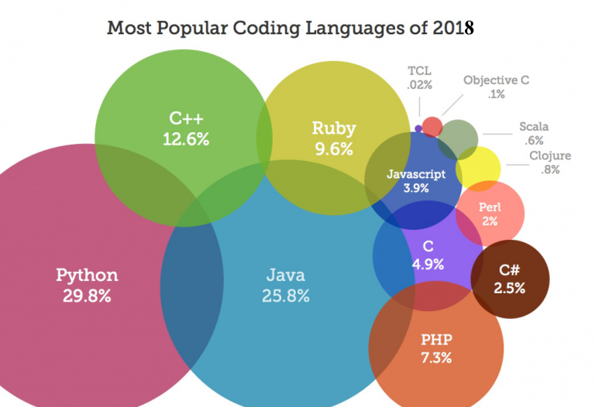 Most Popular Coding Languages of 2018
TCL
.02%
Objective C
.1%
C++
12.6%
Ruby
9.6%
Scala
.6%
Clojure
.8%
Javascript
3.9%
Perl
2%
Python
29.8%
Java
25.8%
C
4.9%
C#
2.5%
PHP
7.3%